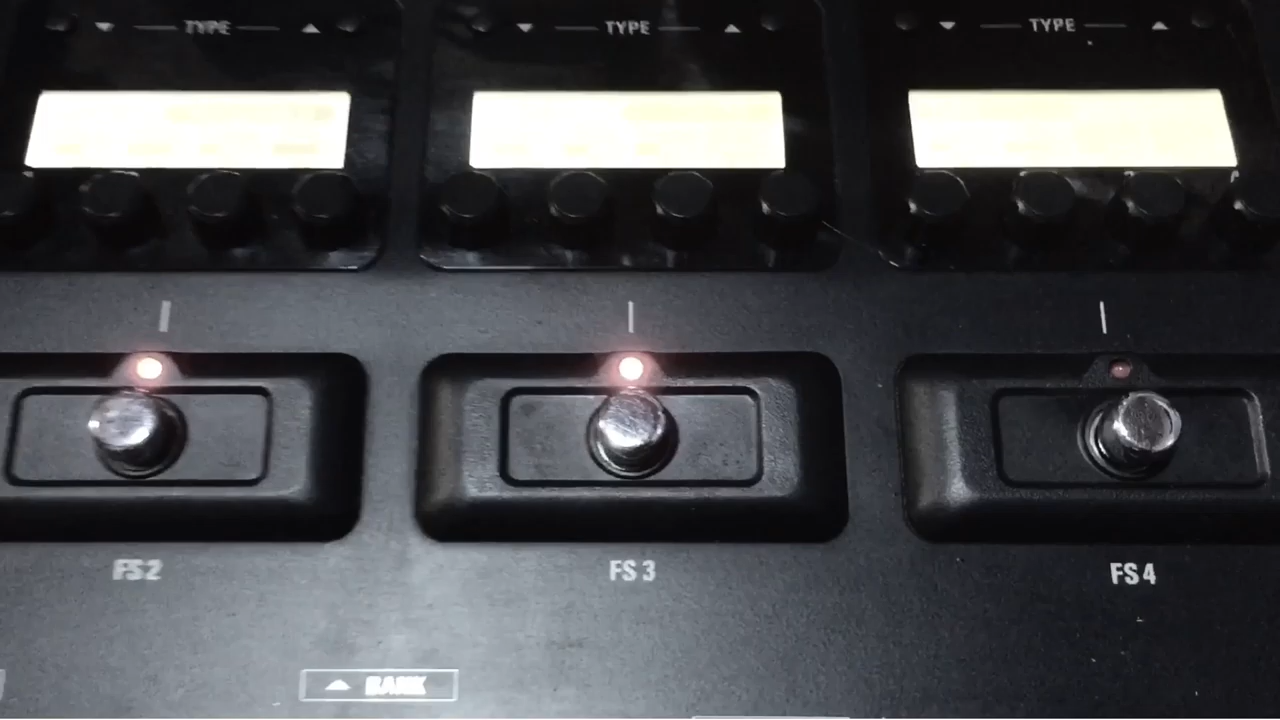 ▼ TYPE ▲
▼ TYPE ▲
▼ TYPE ▲
FS2
FS3
FS4
▲ BANK